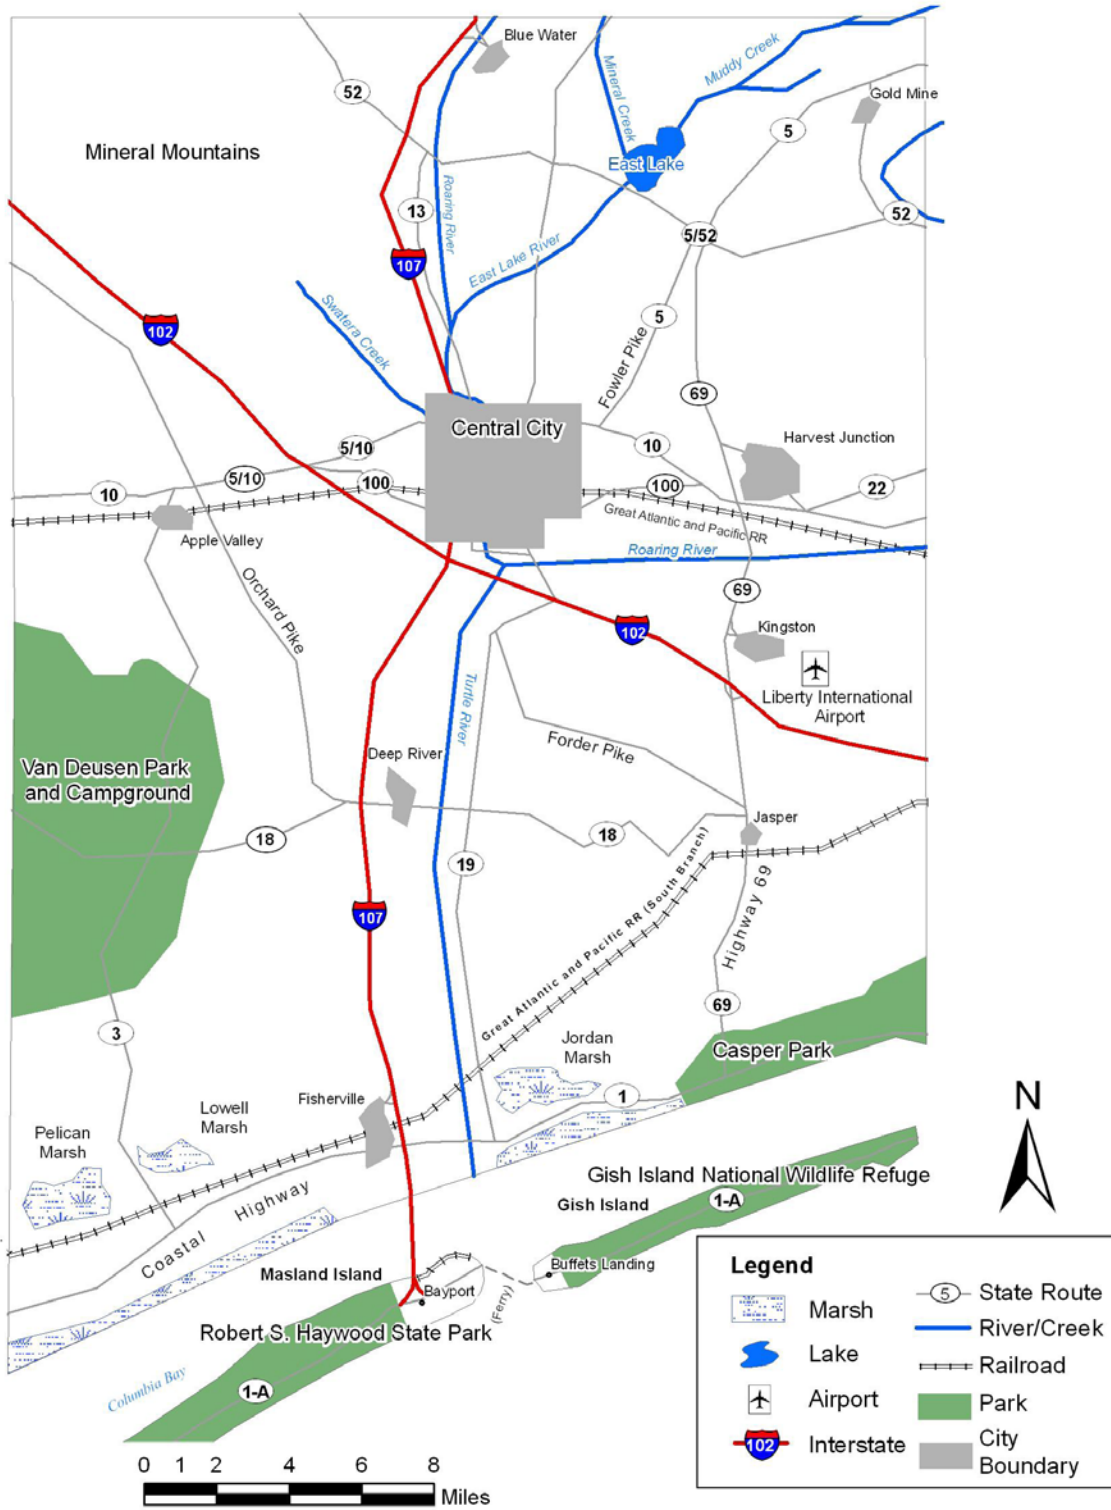 Blue Water
52
Mineral Creek
Muddy Creek
Gold Mine
5
Mineral Mountains
East Lake
13
Roaring River
52
5/52
107
East Lake River
Swatera Creek
102
5
Fowler Pike
69
Central City
5/10
10
Harvest Junction
5/10
10
100
100
22
Great Atlantic and Pacific RR
Apple Valley
Roaring River
Orchard Pike
69
102
Kingston
Turtle River
Liberty International
Airport
Deep River
Forder Pike
Van Deusen Park
and Campground
Jasper
18
18
19
Great Atlantic and Pacific RR (South Branch)
Highway 69
107
69
3
Jordan
Marsh
Casper Park
Fisherville
1
Lowell
Marsh
Pelican
Marsh
N
Gish Island National Wildlife Refuge
1-A
Gish Island
Coastal Highway
Buffets Landing
Masland Island
Bayport
(Ferry)
Robert S. Haywood State Park
Columbia Bay
1-A
Legend
Marsh
Lake
Airport
102 Interstate
5 State Route
River/Creek
Railroad
Park
City
Boundary
0 1 2 4 6 8
Miles